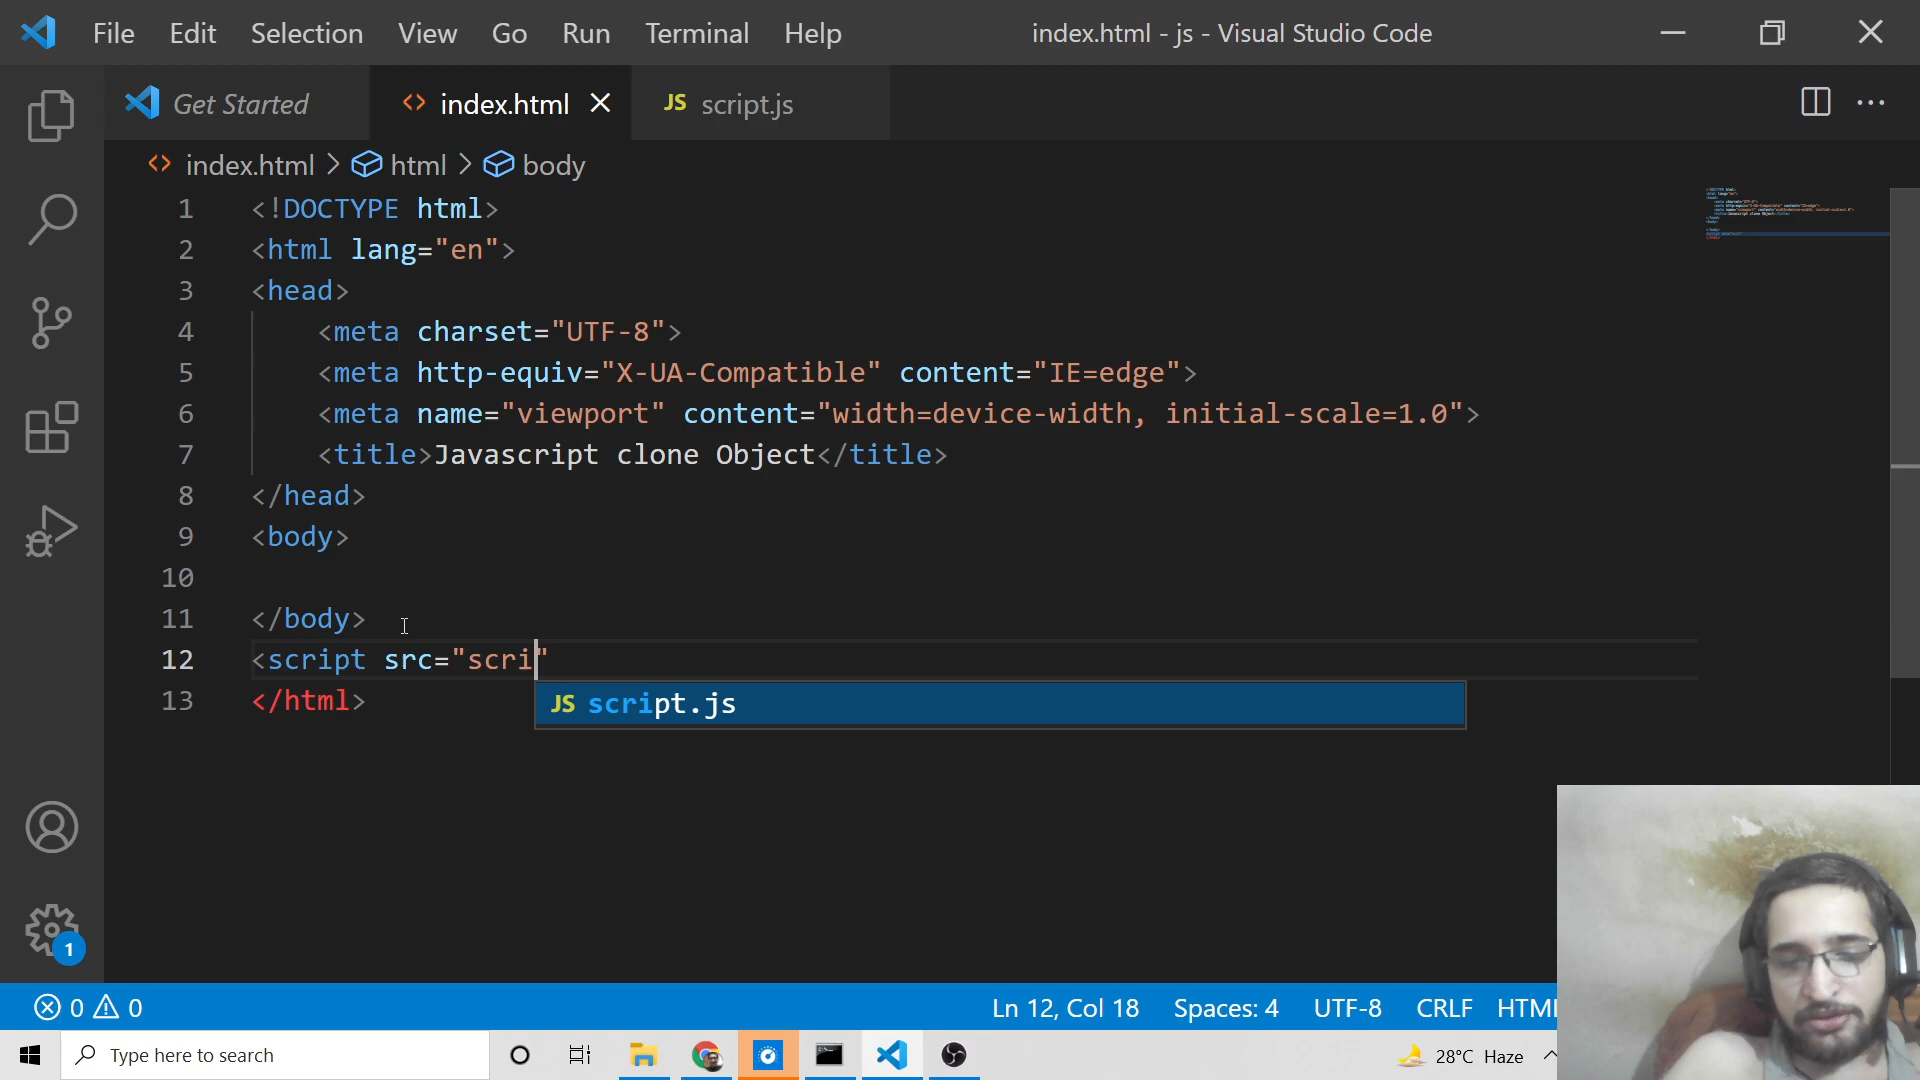 File Edit Selection View Go Run Terminal Help index.html - js - Visual Studio Code
Get Started index.html JS script.js
index.html > html > body
1 <!DOCTYPE html>
2 <html lang="en">
3 <head>
4 <meta charset="UTF-8">
5 <meta http-equiv="X-UA-Compatible" content="IE=edge">
6 <meta name="viewport" content="width=device-width, initial-scale=1.0">
7 <title>Javascript clone Object</title>
8 </head>
9 <body>
10
11 </body>
12 <script src="scri"
13 </html>
JS script.js
1
0 0 Ln 12, Col 18 Spaces: 4 UTF-8 CRLF HTML
Type here to search 28°C Haze